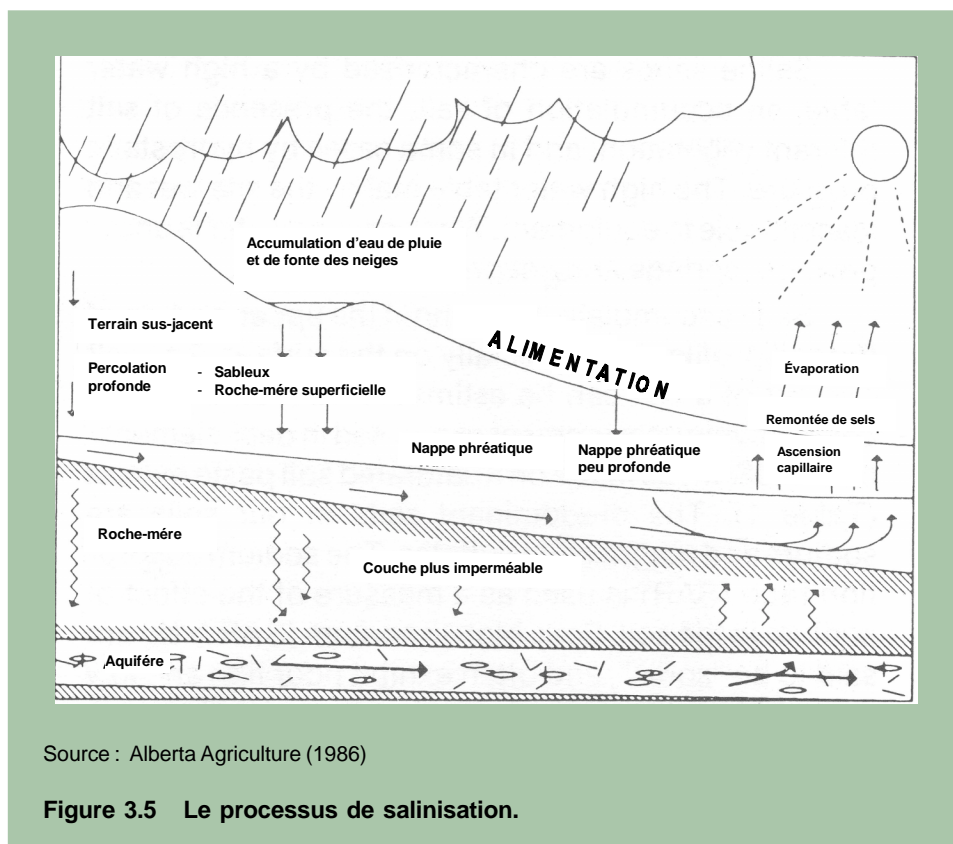 Accumulation d'eau de pluie
et de fonte des neiges
Terrain sus-jacent
ALIMENTATION
Percolation
profonde
- Sableux
- Roche-mére superficielle
Évaporation
Remontée de sels
Nappe phréatique
Nappe phréatique
peu profonde
Ascension
capillaire
Roche-mére
Couche plus imperméable
Aquifére
Source : Alberta Agriculture (1986)
Figure 3.5 Le processus de salinisation.